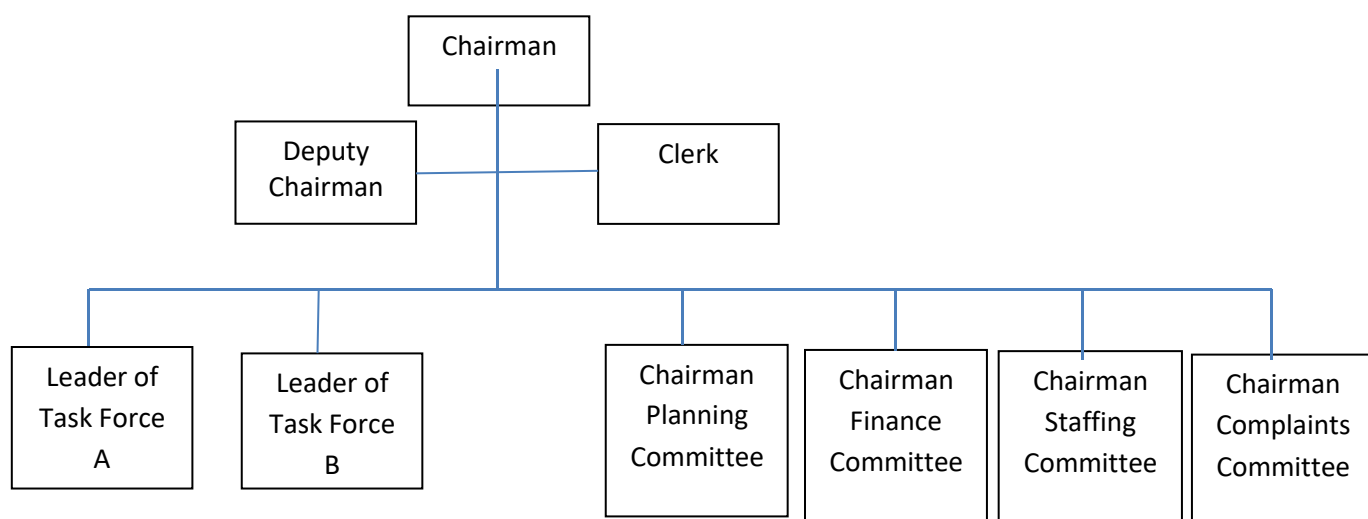 Chairman
Deputy
Chairman
Clerk
Leader of
Task Force
A
Leader of
Task Force
B
Chairman
Planning
Committee
Chairman
Finance
Committee
Chairman
Staffing
Committee
Chairman
Complaints
Committee